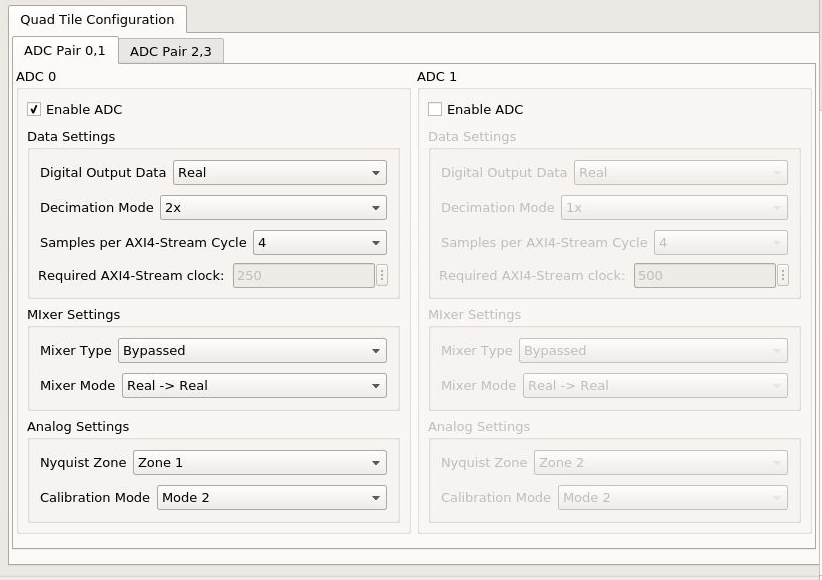 Quad Tile Configuration
ADC Pair 0,1 ADC Pair 2,3
ADC 0
Enable ADC
Data Settings
Digital Output Data Real
Decimation Mode 2x
Samples per AXI4-Stream Cycle 4
Required AXI4-Stream clock: 250
MIxer Settings
Mixer Type Bypassed
Mixer Mode Real -> Real
Analog Settings
Nyquist Zone Zone 1
Calibration Mode Mode 2
ADC 1
Enable ADC
Data Settings
Digital Output Data Real
Decimation Mode 1x
Samples per AXI4-Stream Cycle 4
Required AXI4-Stream clock: 500
MIxer Settings
Mixer Type Bypassed
Mixer Mode Real -> Real
Analog Settings
Nyquist Zone Zone 2
Calibration Mode Mode 2